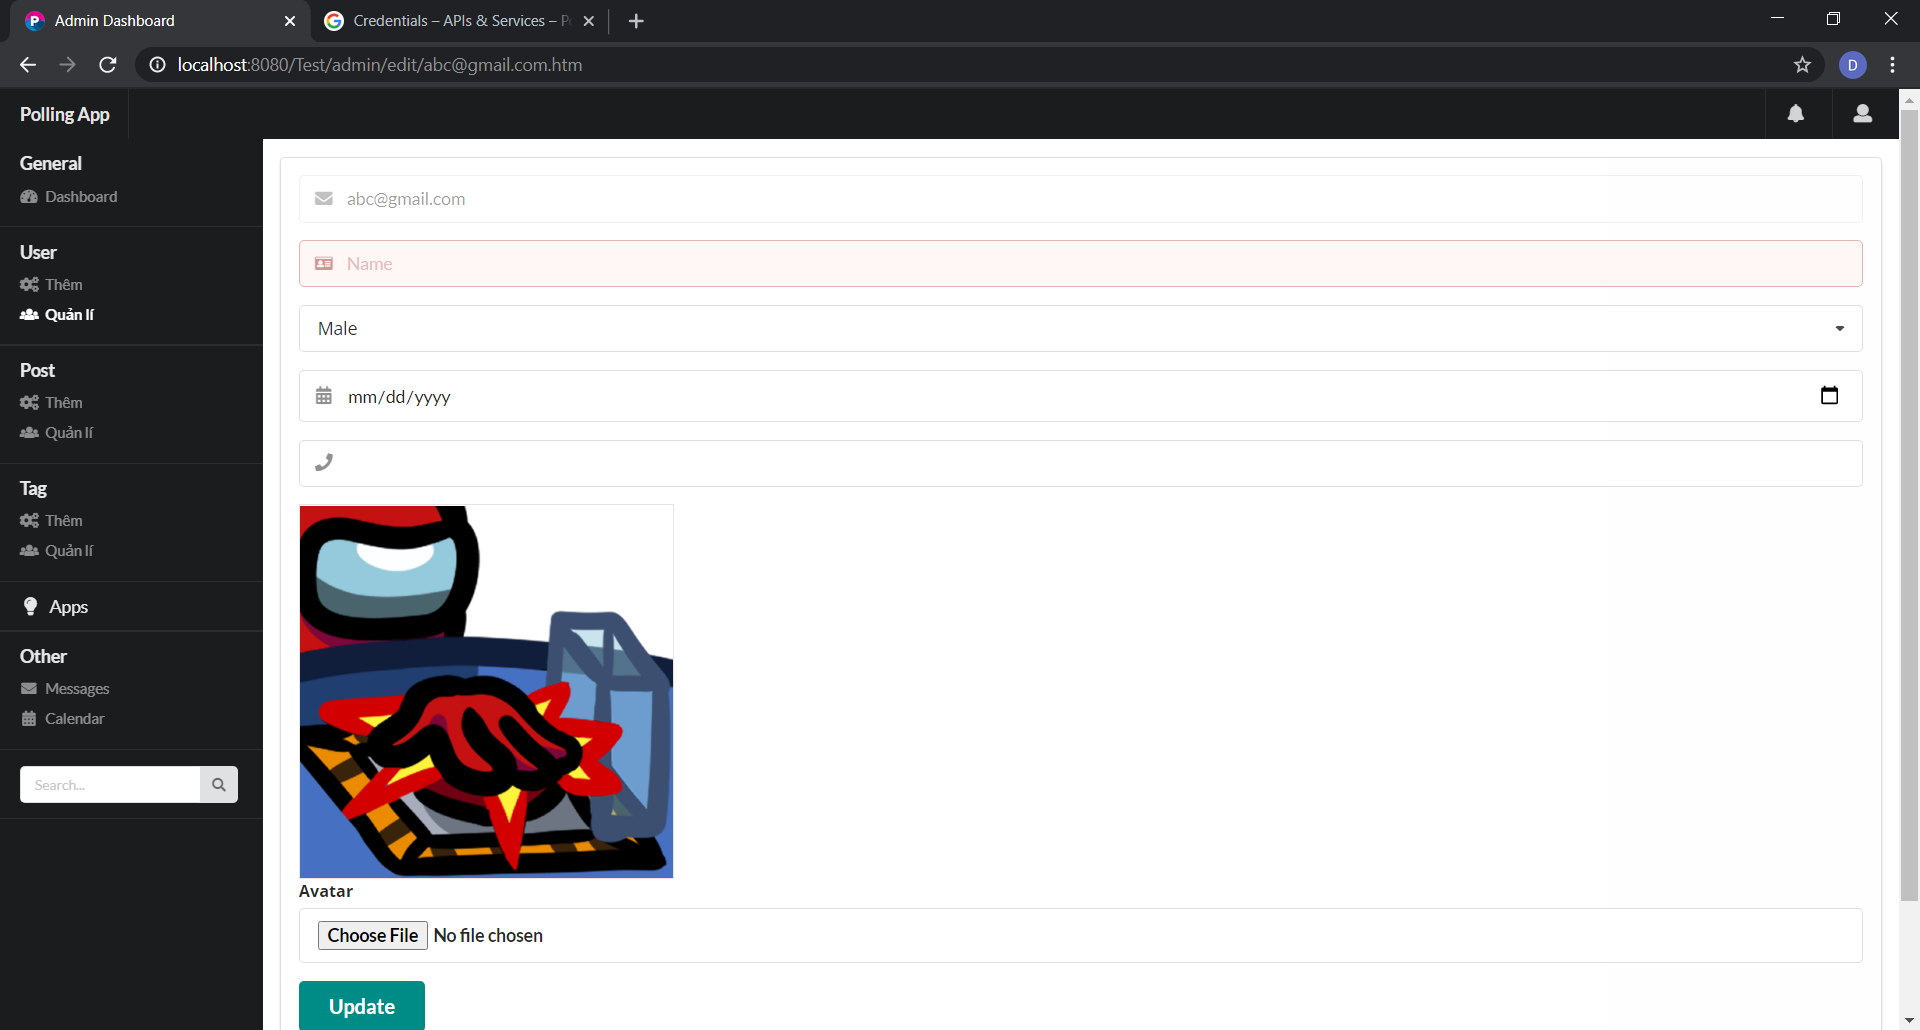 Admin Dashboard
Credentials – APIs & Services – P
localhost:8080/Test/admin/edit/abc@gmail.com.htm
D
Polling App
General
Dashboard
User
Thêm
Quản lí
Post
Thêm
Quản lí
Tag
Thêm
Quản lí
Apps
Other
Messages
Calendar
Search...
abc@gmail.com
Name
Male
mm/dd/yyyy
Avatar
Choose File No file chosen
Update